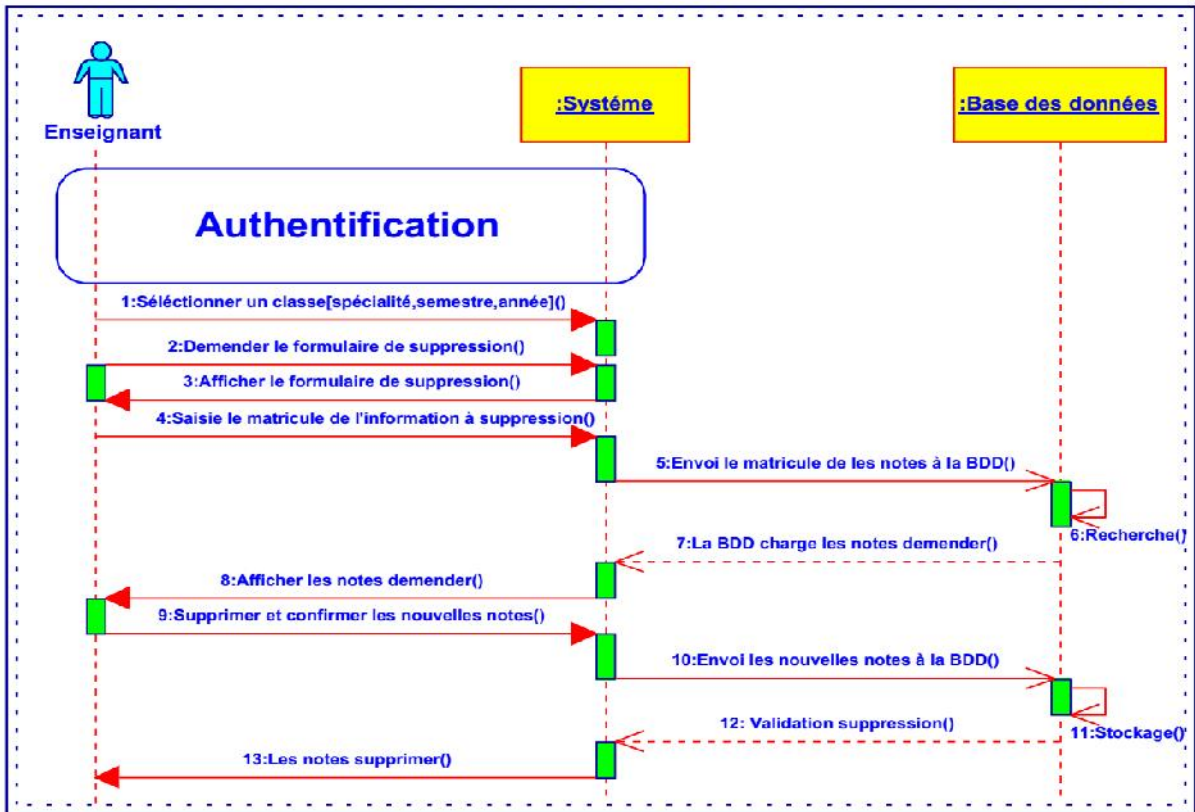 Enseignant
:Systéme
:Base des données
Authentification
1:Séléctionner un classe[spécialité,semestre,année]()
2:Demender le formulaire de suppression()
3:Afficher le formulaire de suppression()
4:Saisie le matricule de l'information à suppression()
5:Envoi le matricule de les notes à la BDD()
6:Recherche()
7:La BDD charge les notes demender()
8:Afficher les notes demender()
9:Supprimer et confirmer les nouvelles notes()
10:Envoi les nouvelles notes à la BDD()
11:Stockage()
12: Validation suppression()
13:Les notes supprimer()